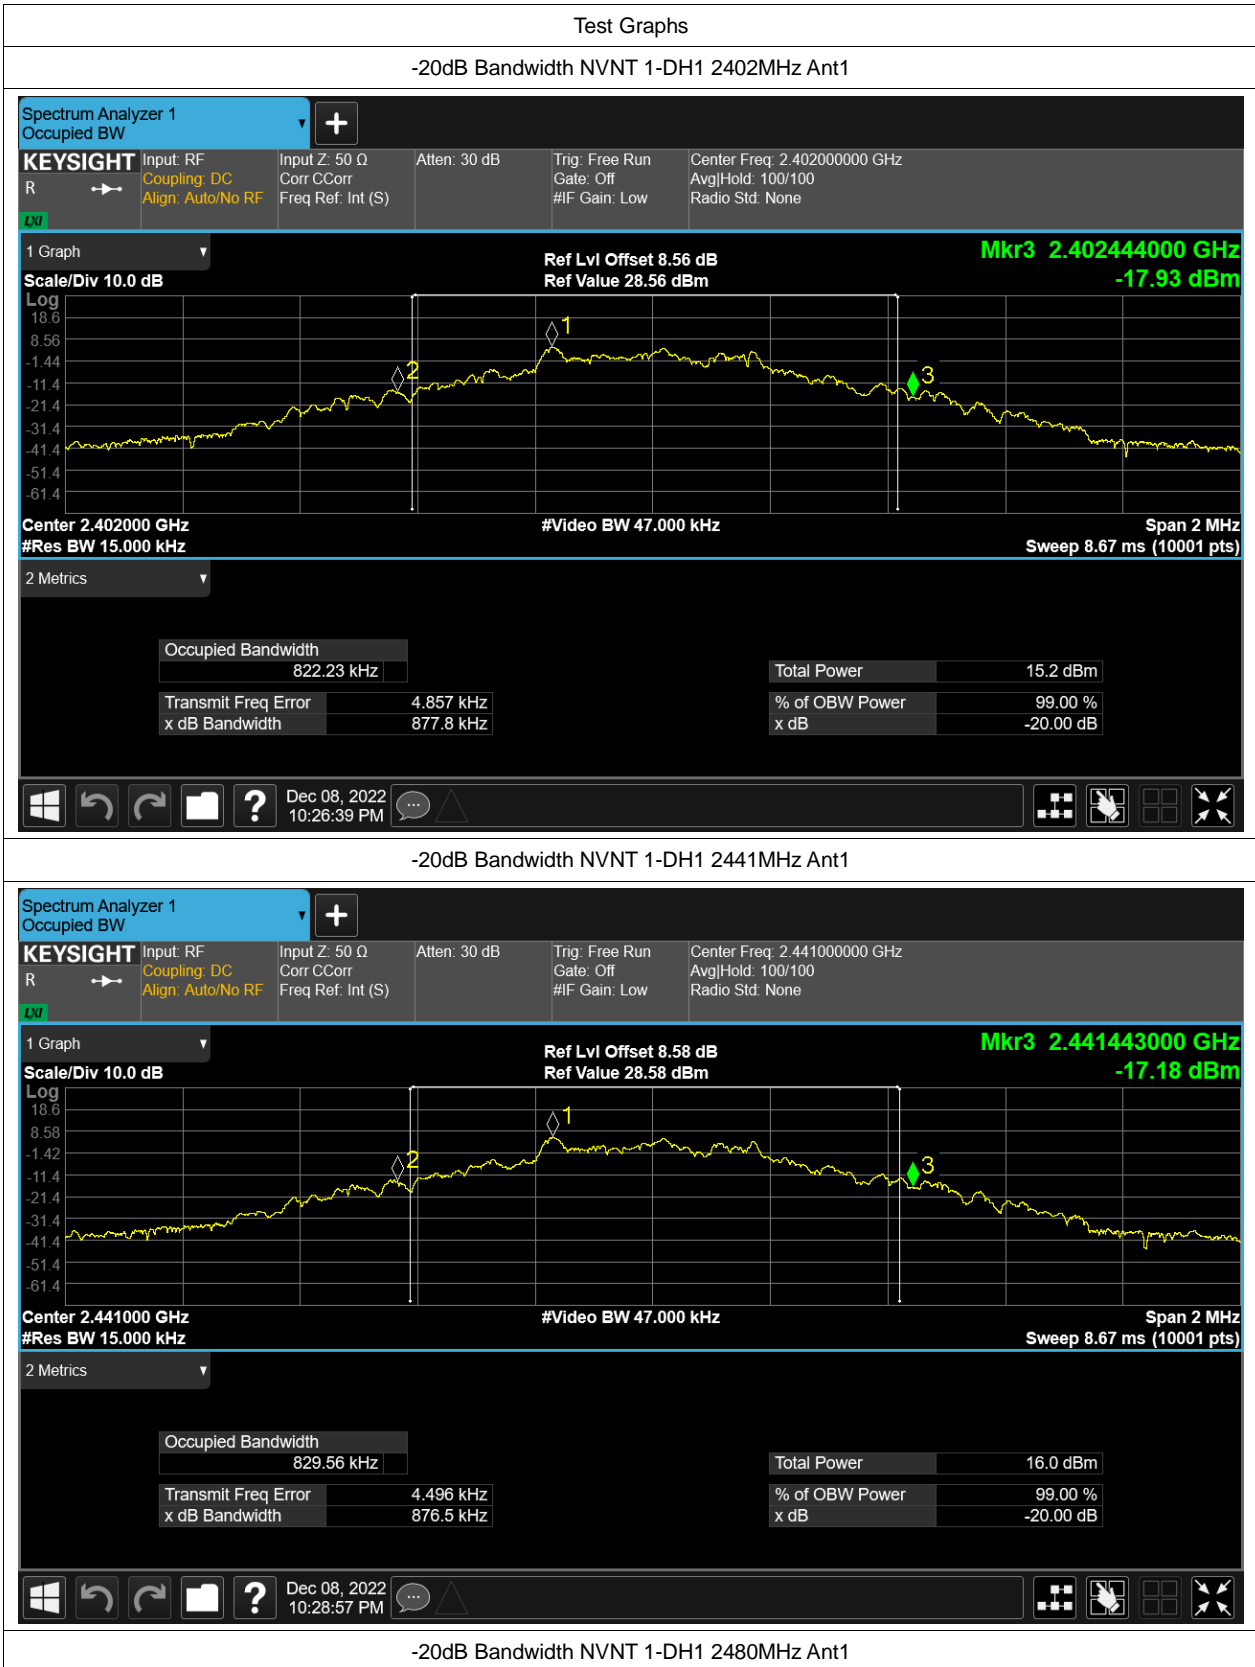 Test Graphs
-20dB Bandwidth NVNT 1-DH1 2402MHz Ant1
Spectrum Analyzer 1
Occupied BW
KEYSIGHT Input: RF Input Z: 50 Ω Atten: 30 dB Trig: Free Run Center Freq: 2.402000000 GHz
R Coupling: DC Corr CCorr Gate: Off Avg|Hold: 100/100
Align: Auto/No RF Freq Ref: Int (S) #IF Gain: Low Radio Std: None
LXI
1 Graph Ref Lvl Offset 8.56 dB Mkr3 2.402444000 GHz
Scale/Div 10.0 dB Ref Value 28.56 dBm -17.93 dBm
Log
18.6
8.56
-1.44
-11.4
-21.4
-31.4
-41.4
-51.4
-61.4
1
2
3
Center 2.402000 GHz #Video BW 47.000 kHz Span 2 MHz
#Res BW 15.000 kHz Sweep 8.67 ms (10001 pts)
2 Metrics
Occupied Bandwidth
822.23 kHz Total Power 15.2 dBm
Transmit Freq Error 4.857 kHz % of OBW Power 99.00 %
x dB Bandwidth 877.8 kHz x dB -20.00 dB
Dec 08, 2022
10:26:39 PM
-20dB Bandwidth NVNT 1-DH1 2441MHz Ant1
Spectrum Analyzer 1
Occupied BW
KEYSIGHT Input: RF Input Z: 50 Ω Atten: 30 dB Trig: Free Run Center Freq: 2.441000000 GHz
R Coupling: DC Corr CCorr Gate: Off Avg|Hold: 100/100
Align: Auto/No RF Freq Ref: Int (S) #IF Gain: Low Radio Std: None
LXI
1 Graph Ref Lvl Offset 8.58 dB Mkr3 2.441443000 GHz
Scale/Div 10.0 dB Ref Value 28.58 dBm -17.18 dBm
Log
18.6
8.58
-1.42
-11.4
-21.4
-31.4
-41.4
-51.4
-61.4
1
2
3
Center 2.441000 GHz #Video BW 47.000 kHz Span 2 MHz
#Res BW 15.000 kHz Sweep 8.67 ms (10001 pts)
2 Metrics
Occupied Bandwidth
829.56 kHz Total Power 16.0 dBm
Transmit Freq Error 4.496 kHz % of OBW Power 99.00 %
x dB Bandwidth 876.5 kHz x dB -20.00 dB
Dec 08, 2022
10:28:57 PM
-20dB Bandwidth NVNT 1-DH1 2480MHz Ant1